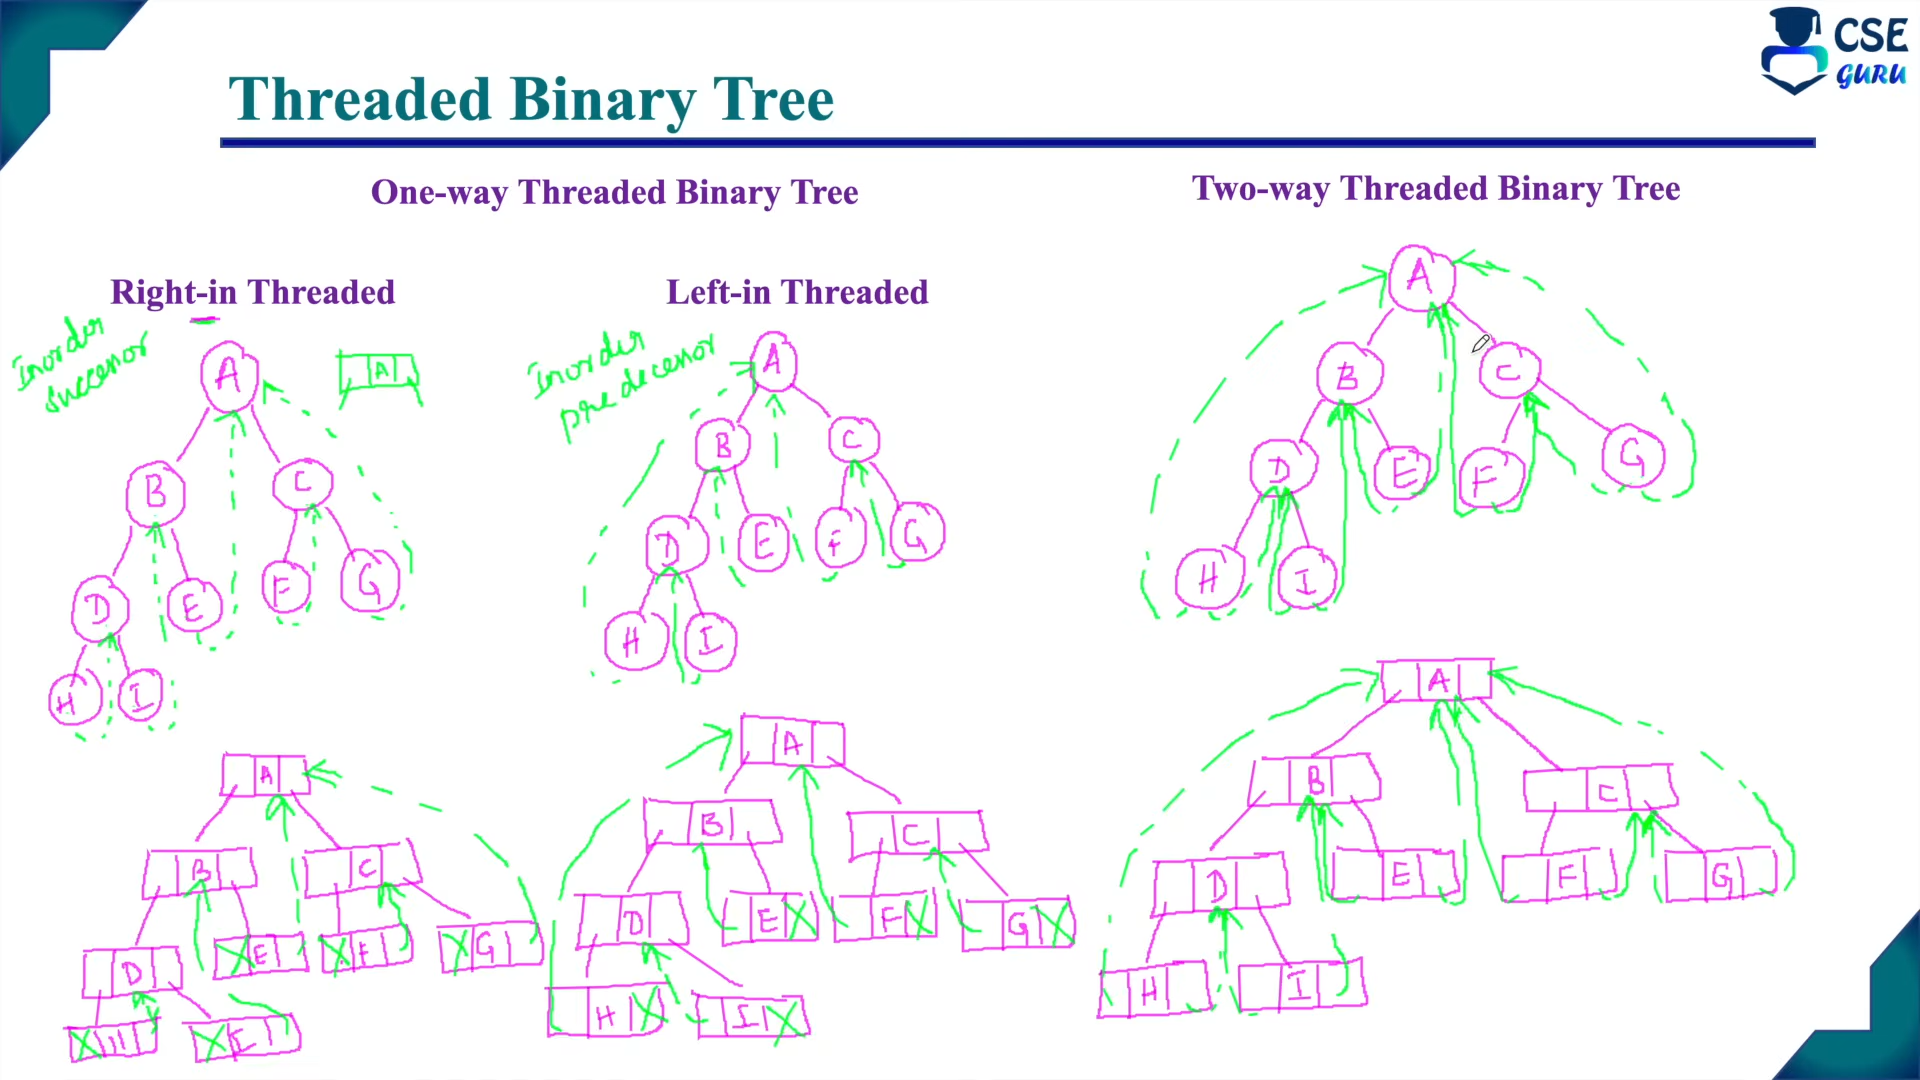 CSE
GURU
Threaded Binary Tree
One-way Threaded Binary Tree
Two-way Threaded Binary Tree
Right-in Threaded
Left-in Threaded
Inorder
successor
A
A
B
C
D
E
F
G
H
I
A
B
C
D
E
F
G
X
X
X
X
X
I
Inorder
predecessor
A
B
C
D
E
F
G
H
I
A
B
C
D
E X
F X
G X
H X
I X
A
B
C
D
E
F
G
H
I
A
B
C
D
E
F
G
H
I